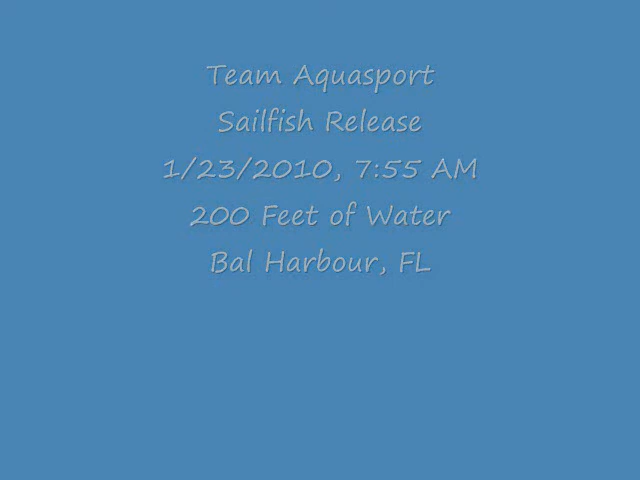 Team Aquasport
Sailfish Release
1/23/2010, 7:55 AM
200 Feet of Water
Bal Harbour, FL